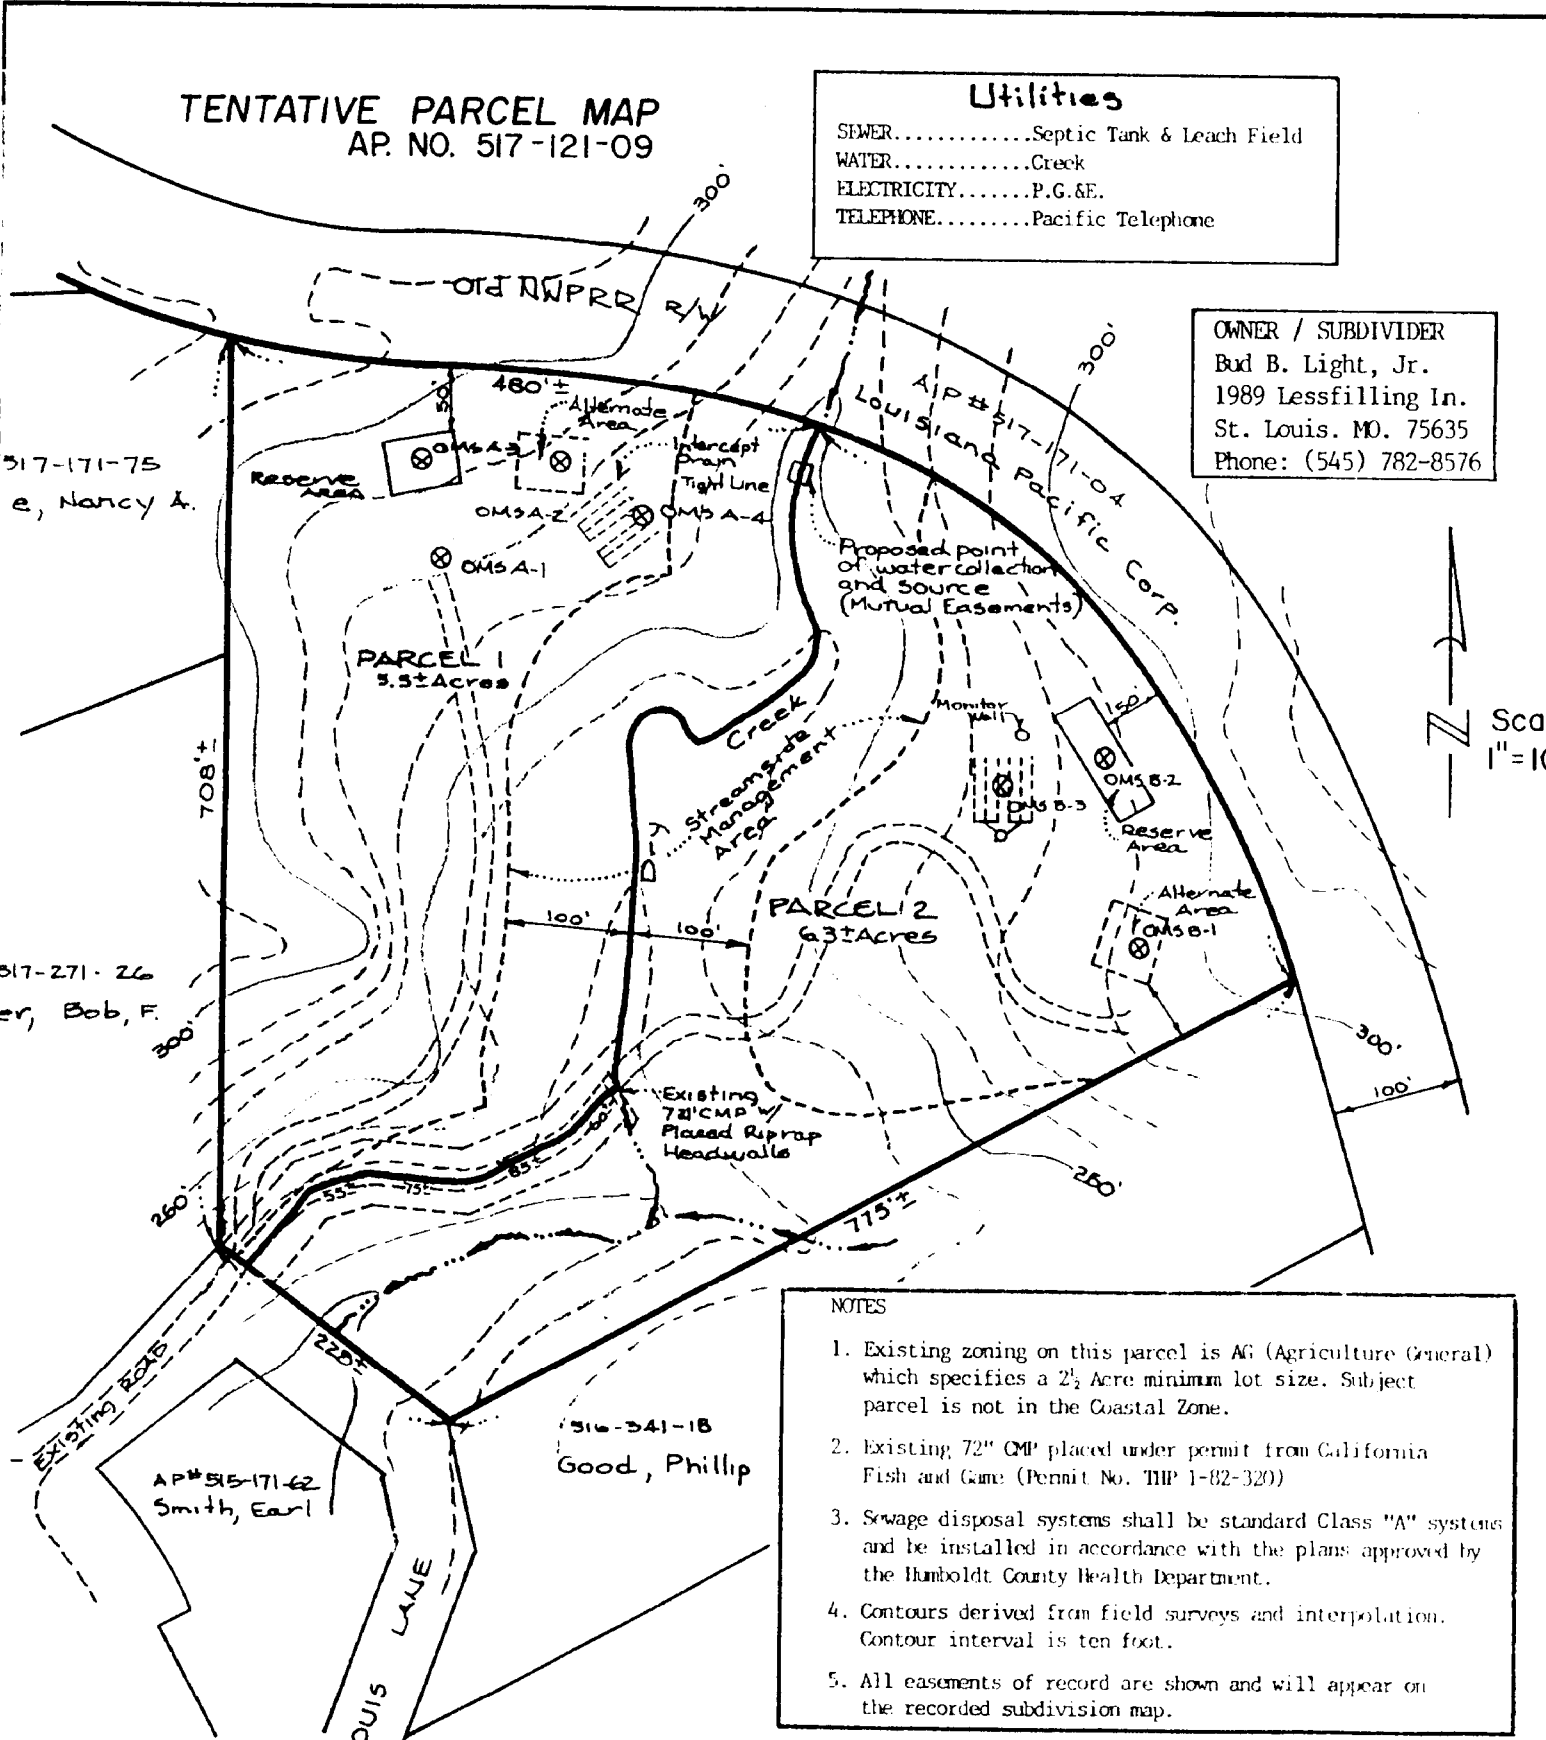 TENTATIVE PARCEL MAP
AP. NO. 517-121-09
Utilities
SEWER.............Septic Tank & Leach Field
WATER.............Creek
ELECTRICITY.......P.G.&E.
TELEPHONE.........Pacific Telephone
OWNER / SUBDIVIDER
Bud B. Light, Jr.
1989 Lessfilling In.
St. Louis. MO. 75635
Phone: (545) 782-8576
300'
Old NWPRR R/W
300'
AP #517-171-04
Louisiana Pacific Corp.
480'±
50'
Alternate
Area
OMS A-3
Reserve
AREA
Intercept
Drain
Tight Line
OMS A-2
OMS A-4
OMS A-1
517-171-75
e, Nancy A.
Proposed point
of water collection
and source
(Mutual Easements)
PARCEL 1
5.5± Acres
Creek
Streamside
Management
Area
Monitor
Well
50'
OMS B-2
OMS B-3
Reserve
Area
N
Sca
1"=10
708'±
PARCEL 2
6.3± Acres
Alternate
Area
OMS B-1
100'
100'
517-271-26
er, Bob, F.
300'
300'
100'
Existing
72" CMP w/
Placed Riprap
Headwalls
60'
85±
75±
55±
260'
260'
775'±
220±
EXISTING ROAD
AP# 515-171-62
Smith, Earl
516-341-18
Good, Phillip
OUIS LANE
NOTES
1. Existing zoning on this parcel is AG (Agriculture General)
which specifies a 2½ Acre minimum lot size. Subject
parcel is not in the Coastal Zone.
2. Existing 72" CMP placed under permit from California
Fish and Game (Permit No. THP 1-82-320)
3. Sewage disposal systems shall be standard Class "A" systems
and be installed in accordance with the plans approved by
the Humboldt County Health Department.
4. Contours derived from field surveys and interpolation.
Contour interval is ten foot.
5. All easements of record are shown and will appear on
the recorded subdivision map.